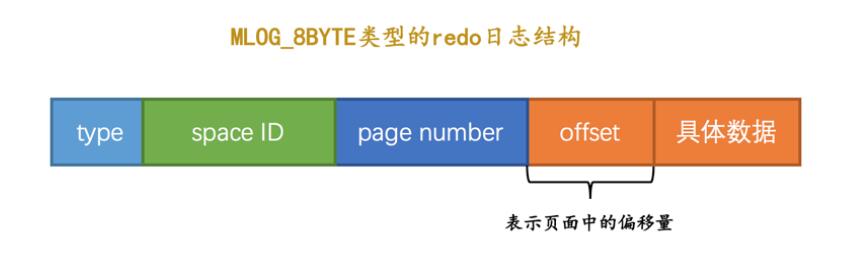 MLOG_8BYTE类型的redo日志结构
type space ID page number offset 具体数据
表示页面中的偏移量